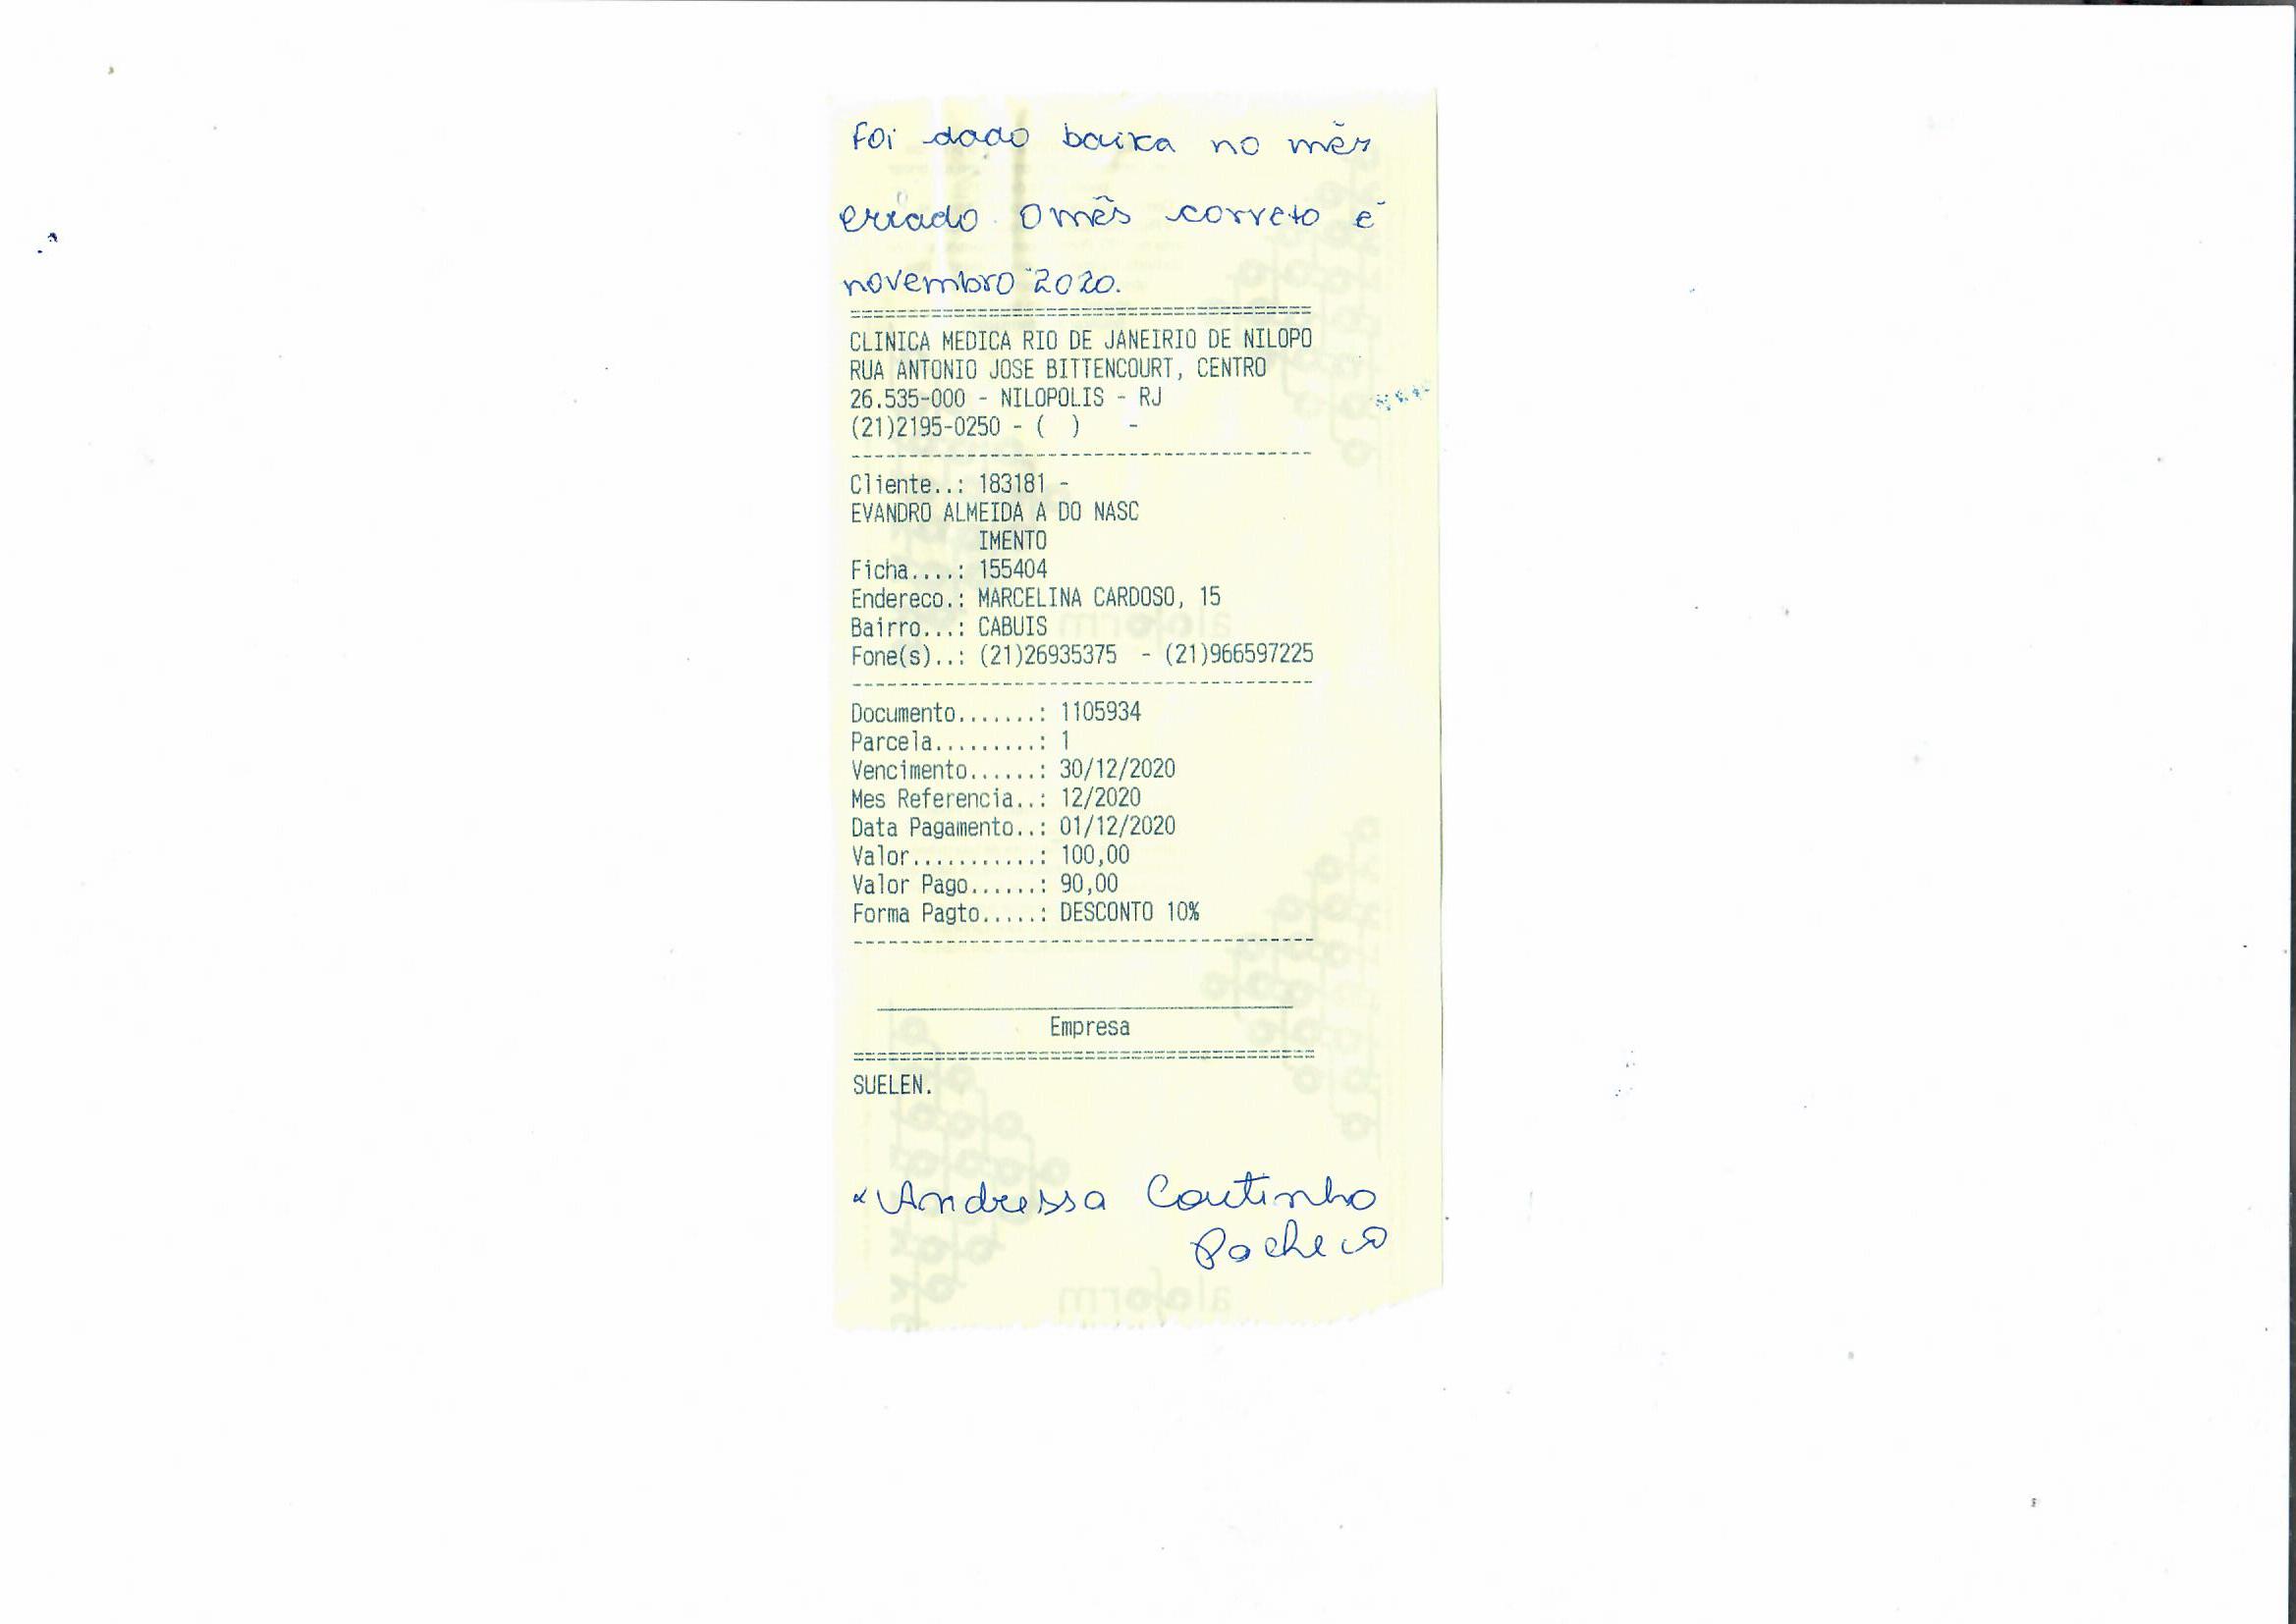 Foi dado baixa no mês
eriado. O mês correto é
novembro 2020.
========================================
CLINICA MEDICA RIO DE JANEIRIO DE NILOPO
RUA ANTONIO JOSE BITTENCOURT, CENTRO
26.535-000 - NILOPOLIS - RJ
(21)2195-0250 - (  )    -
----------------------------------------
Cliente..: 183181 -
EVANDRO ALMEIDA A DO NASC
IMENTO
Ficha....: 155404
Endereco.: MARCELINA CARDOSO, 15
Bairro...: CABUIS
Fone(s)..: (21)26935375  - (21)966597225
----------------------------------------
Documento.......: 1105934
Parcela.........: 1
Vencimento......: 30/12/2020
Mes Referencia..: 12/2020
Data Pagamento..: 01/12/2020
Valor...........: 100,00
Valor Pago......: 90,00
Forma Pagto.....: DESCONTO 10%
----------------------------------------
Empresa
========================================
SUELEN.
Andressa Coutinho
Pacheco